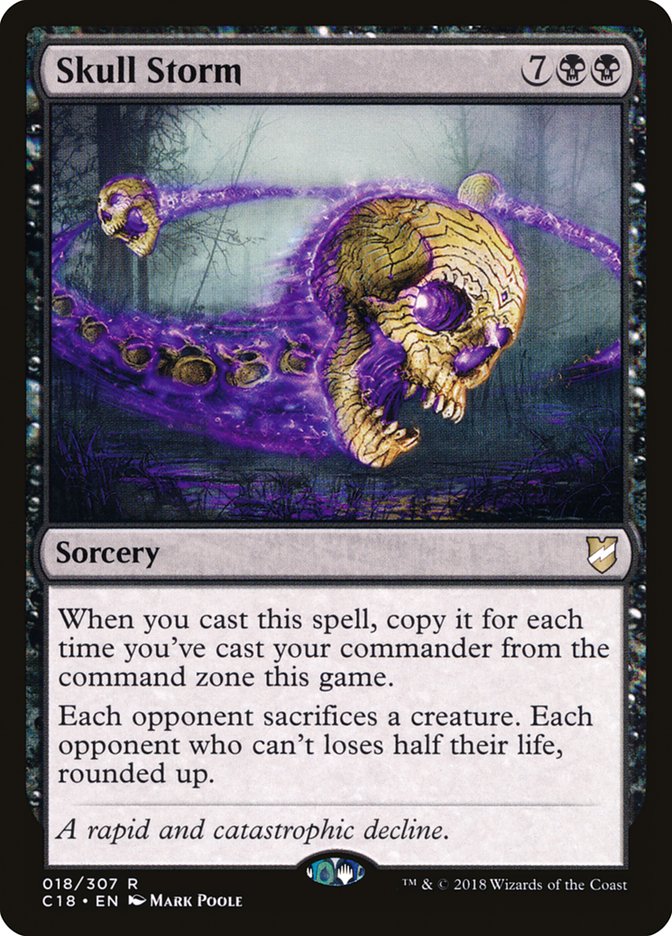 Skull Storm 7
Sorcery
When you cast this spell, copy it for each
time you've cast your commander from the
command zone this game.
Each opponent sacrifices a creature. Each
opponent who can't loses half their life,
rounded up.
A rapid and catastrophic decline.
018/307 R
C18 • EN Mark Poole
™ & © 2018 Wizards of the Coast